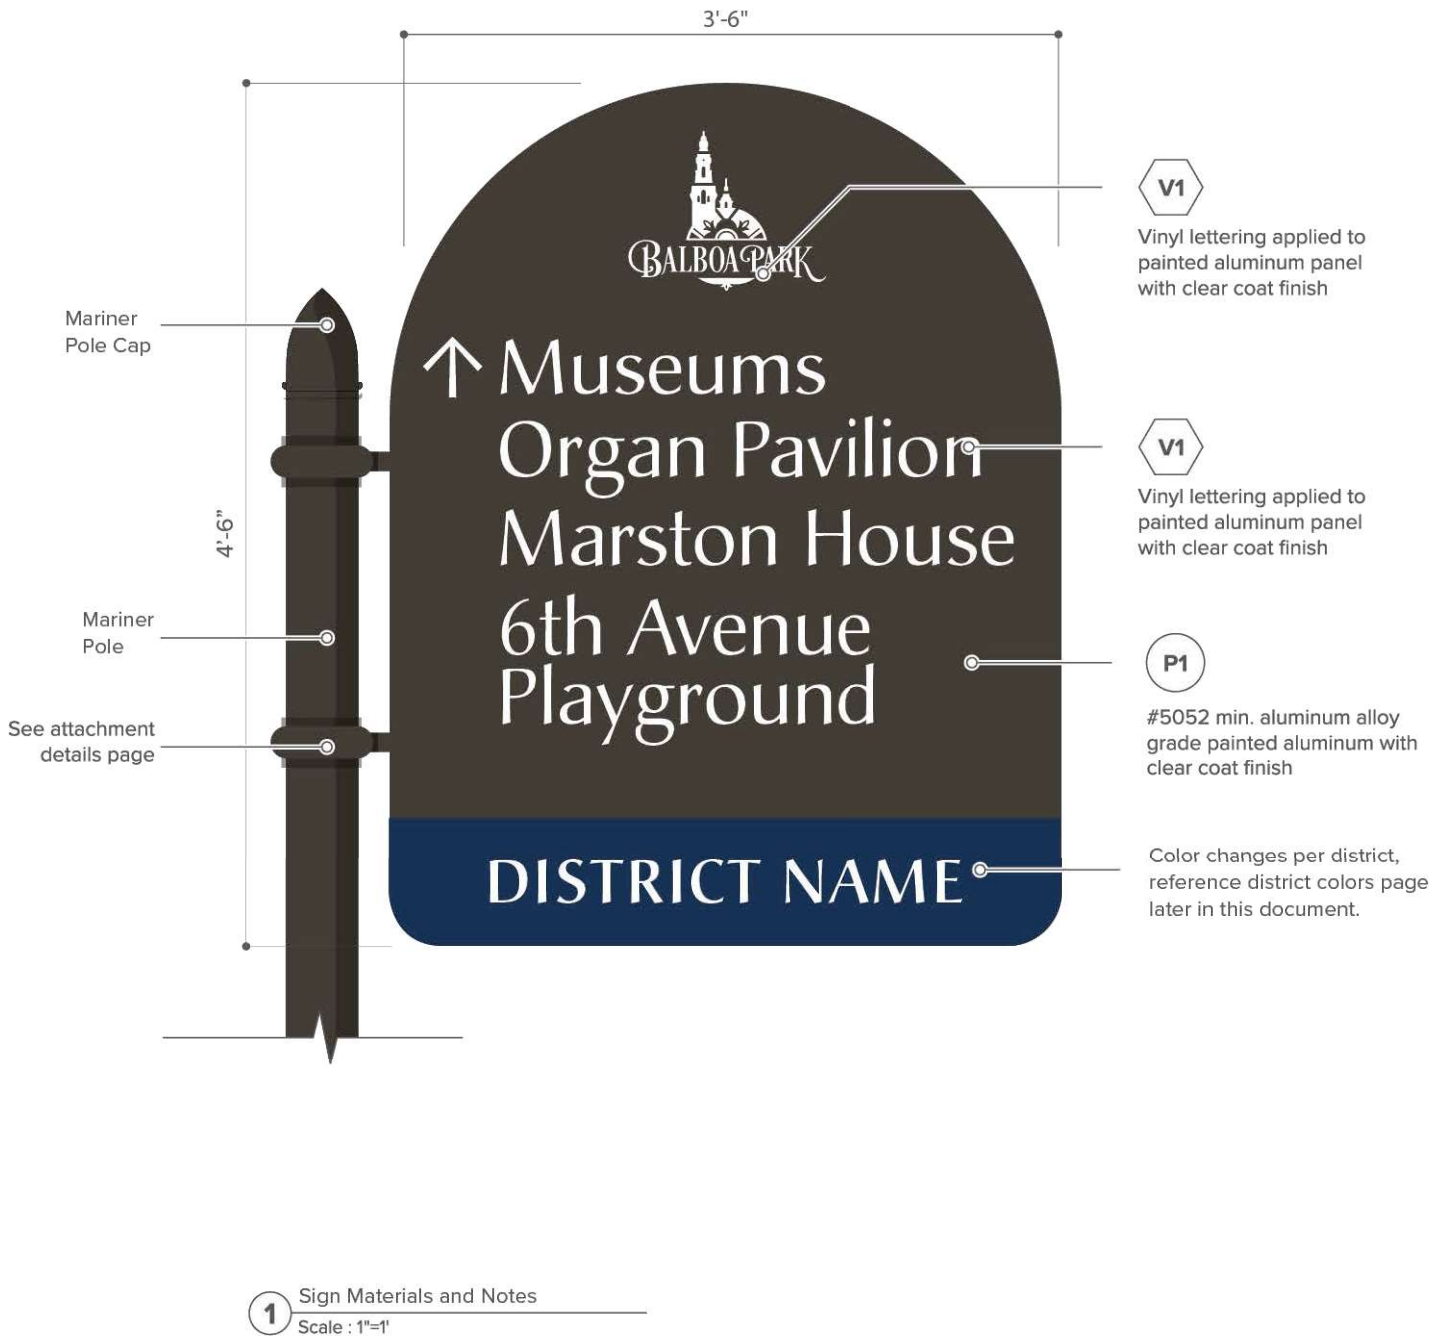 3'-6"
V1
Vinyl lettering applied to
painted aluminum panel
with clear coat finish
BALBOA PARK
Mariner
Pole Cap
↑ Museums
Organ Pavilion
V1
Vinyl lettering applied to
painted aluminum panel
with clear coat finish
4'-6"
Marston House
Mariner
Pole
6th Avenue
Playground
P1
#5052 min. aluminum alloy
grade painted aluminum with
clear coat finish
See attachment
details page
DISTRICT NAME
Color changes per district,
reference district colors page
later in this document.
1
Sign Materials and Notes
Scale : 1"=1'